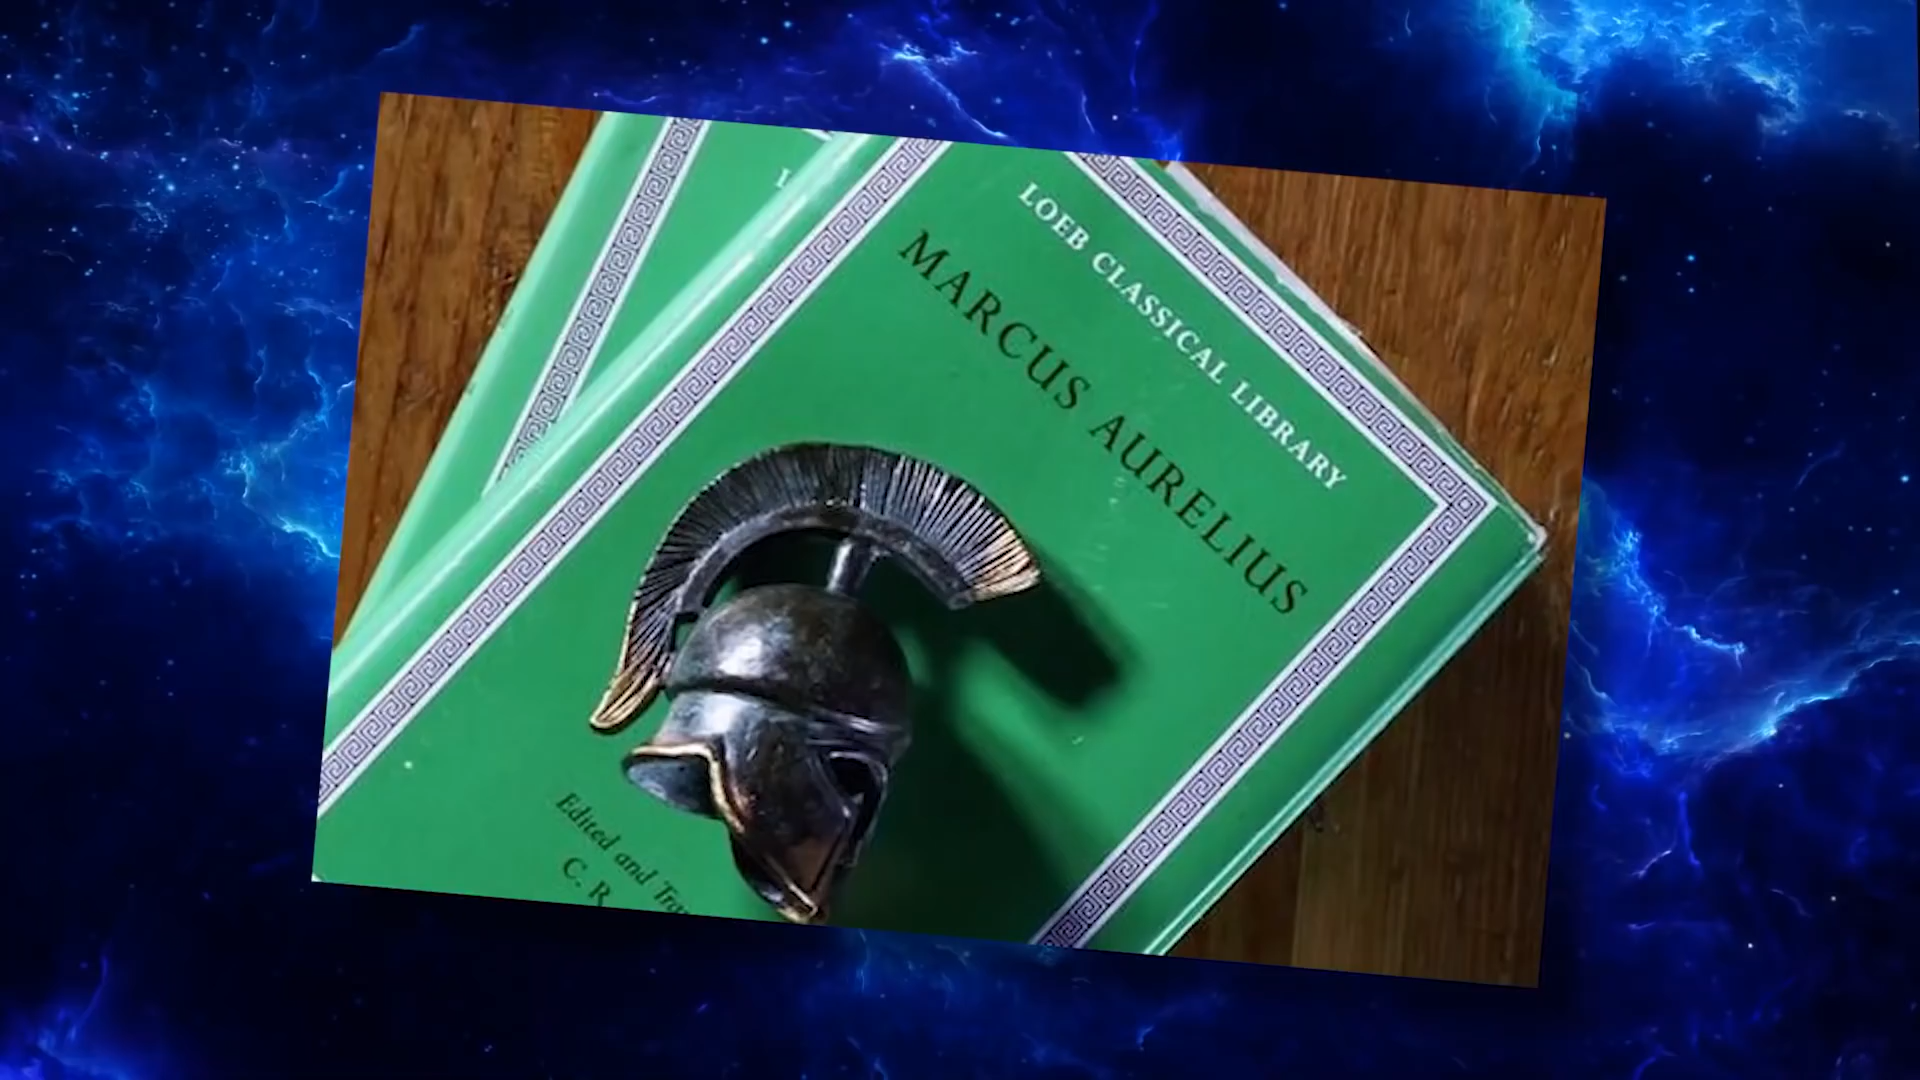 LOEB CLASSICAL LIBRARY
MARCUS AURELIUS
Edited and
C. R.